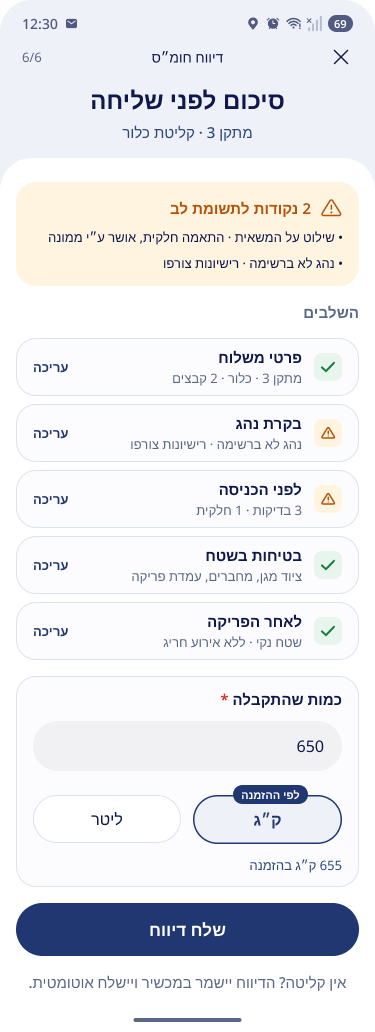 12:30
69
דיווח חומ״ס
6/6
סיכום לפני שליחה
מתקן 3 · קליטת כלור
2 נקודות לתשומת לב
• שילוט על המשאית · התאמה חלקית, אושר ע״י ממונה
• נהג לא ברשימה · רישיונות צורפו
השלבים
פרטי משלוח
מתקן 3 · כלור · 2 קבצים
עריכה
בקרת נהג
נהג לא ברשימה · רישיונות צורפו
עריכה
לפני הכניסה
3 בדיקות · 1 חלקית
עריכה
בטיחות בשטח
ציוד מגן, מחברים, עמדת פריקה
עריכה
לאחר הפריקה
שטח נקי · ללא אירוע חריג
עריכה
כמות שהתקבלה *
650
לפי ההזמנה
ק״ג
ליטר
655 ק״ג בהזמנה
שלח דיווח
אין קליטה? הדיווח יישמר במכשיר ויישלח אוטומטית.